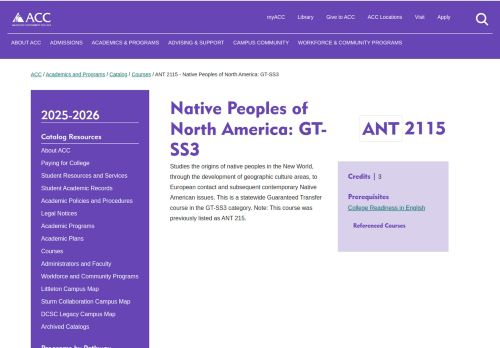 ACC
myACC Library Give to ACC ACC Locations Visit Apply
ABOUT ACC ADMISSIONS ACADEMICS & PROGRAMS ADVISING & SUPPORT CAMPUS COMMUNITY WORKFORCE & COMMUNITY PROGRAMS
ACC / Academics and Programs / Catalog / Courses / ANT 2115 - Native Peoples of North America: GT-SS3
2025-2026
Catalog Resources
About ACC
Paying for College
Student Resources and Services
Student Academic Records
Academic Policies and Procedures
Legal Notices
Academic Programs
Academic Plans
Courses
Administrators and Faculty
Workforce and Community Programs
Littleton Campus Map
Sturm Collaboration Campus Map
DCSC Legacy Campus Map
Archived Catalogs
Programs by Pathway
Native Peoples of
North America: GT-
SS3
Studies the origins of native peoples in the New World,
through the development of geographic culture areas, to
European contact and subsequent contemporary Native
American issues. This is a statewide Guaranteed Transfer
course in the GT-SS3 category. Note: This course was
previously listed as ANT 215.
ANT 2115
Credits | 3
Prerequisites
College Readiness in English
Referenced Courses